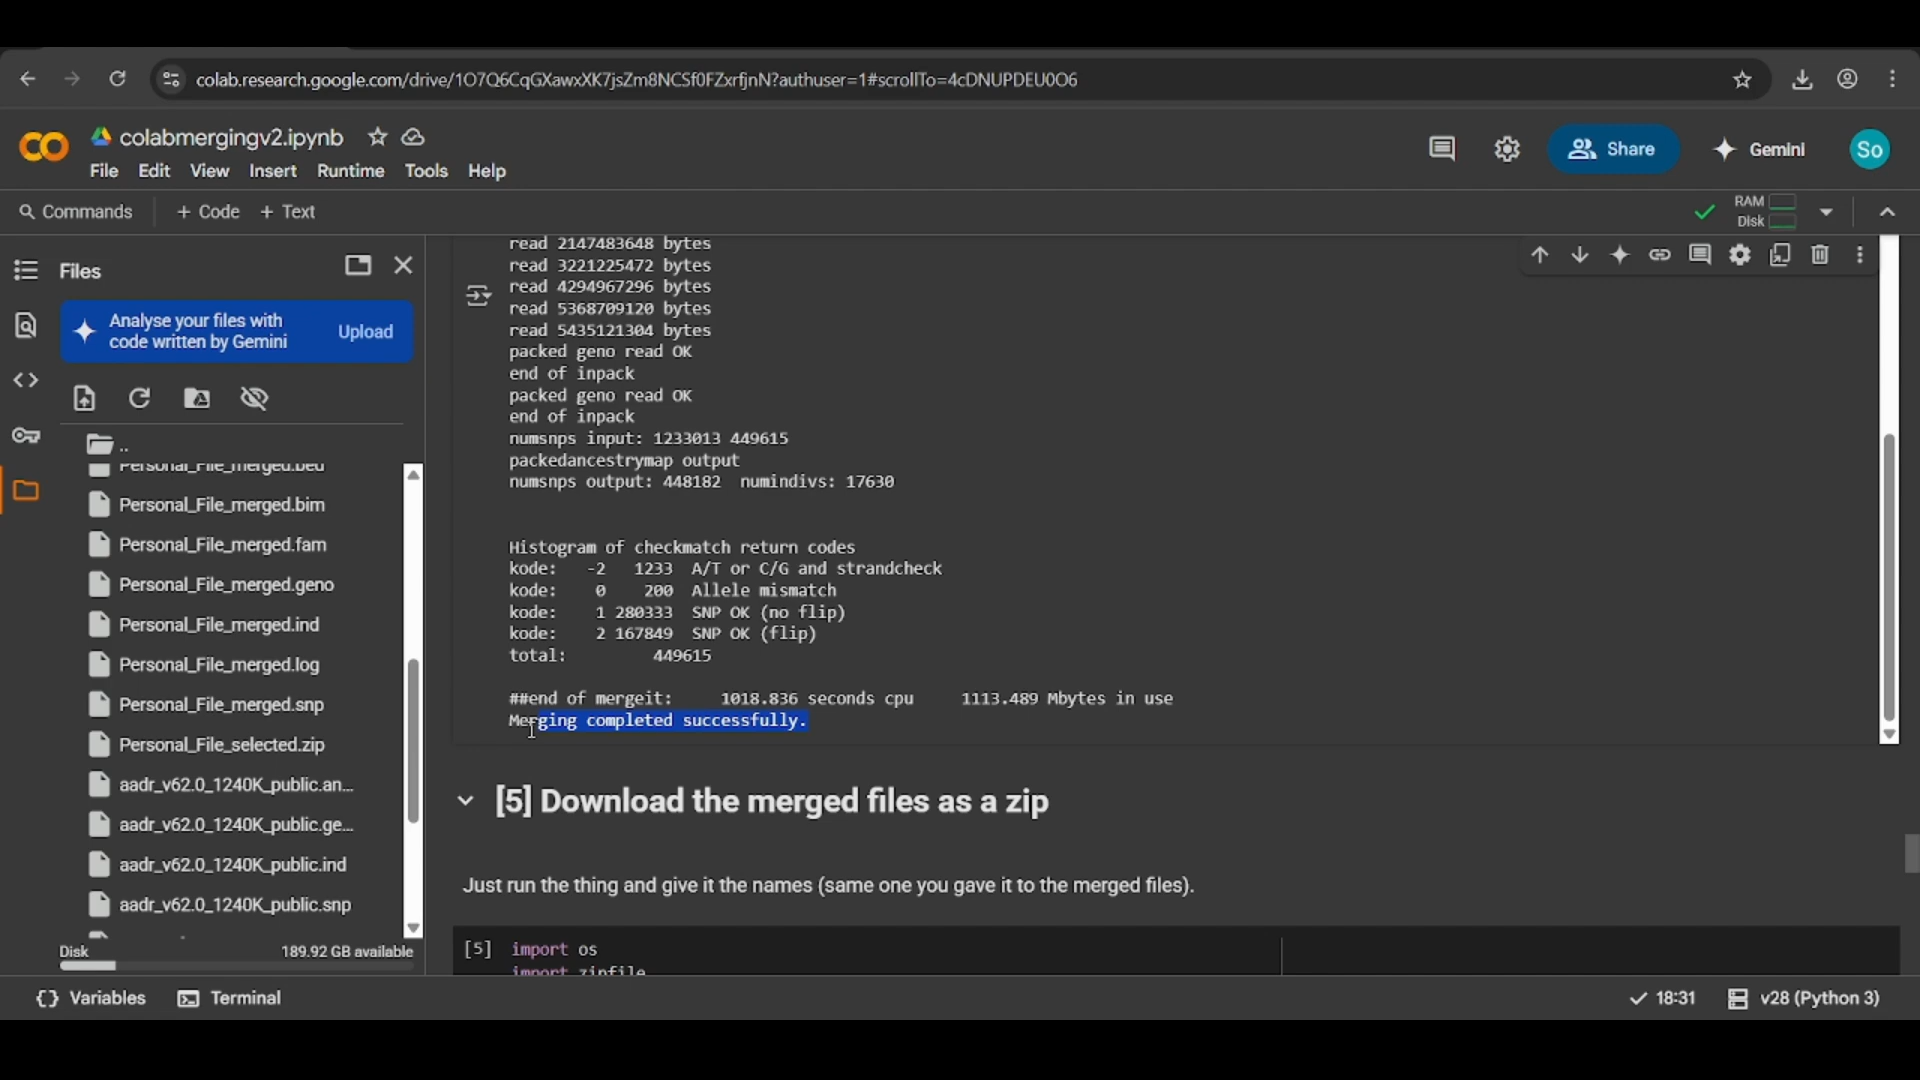 colab.research.google.com/drive/1O7Q6CqGXawxXK7jsZm8NCSf0FZxrfjnN?authuser=1#scrollTo=4cDNUPDEU0O6
CO
colabmergingv2.ipynb
File Edit View Insert Runtime Tools Help
Share
Gemini
So
Commands
+ Code + Text
RAM
Disk
Files
Analyse your files with
code written by Gemini
Upload
..
Personal_File_merged.bed
Personal_File_merged.bim
Personal_File_merged.fam
Personal_File_merged.geno
Personal_File_merged.ind
Personal_File_merged.log
Personal_File_merged.snp
Personal_File_selected.zip
aadr_v62.0_1240K_public.an...
aadr_v62.0_1240K_public.ge...
aadr_v62.0_1240K_public.ind
aadr_v62.0_1240K_public.snp
Disk 189.92 GB available
read 2147483648 bytes
read 3221225472 bytes
read 4294967296 bytes
read 5368709120 bytes
read 5435121304 bytes
packed geno read OK
end of inpack
packed geno read OK
end of inpack
numsnps input: 1233013 449615
packedancestrymap output
numsnps output: 448182 numindivs: 17630
Histogram of checkmatch return codes
kode: -2 1233 A/T or C/G and strandcheck
kode: 0 200 Allele mismatch
kode: 1 280333 SNP OK (no flip)
kode: 2 167849 SNP OK (flip)
total: 449615
##end of mergeit: 1018.836 seconds cpu 1113.489 Mbytes in use
Merging completed successfully.
[5] Download the merged files as a zip
Just run the thing and give it the names (same one you gave it to the merged files).
[5] import os
import zipfile
Variables
Terminal
18:31
v28 (Python 3)